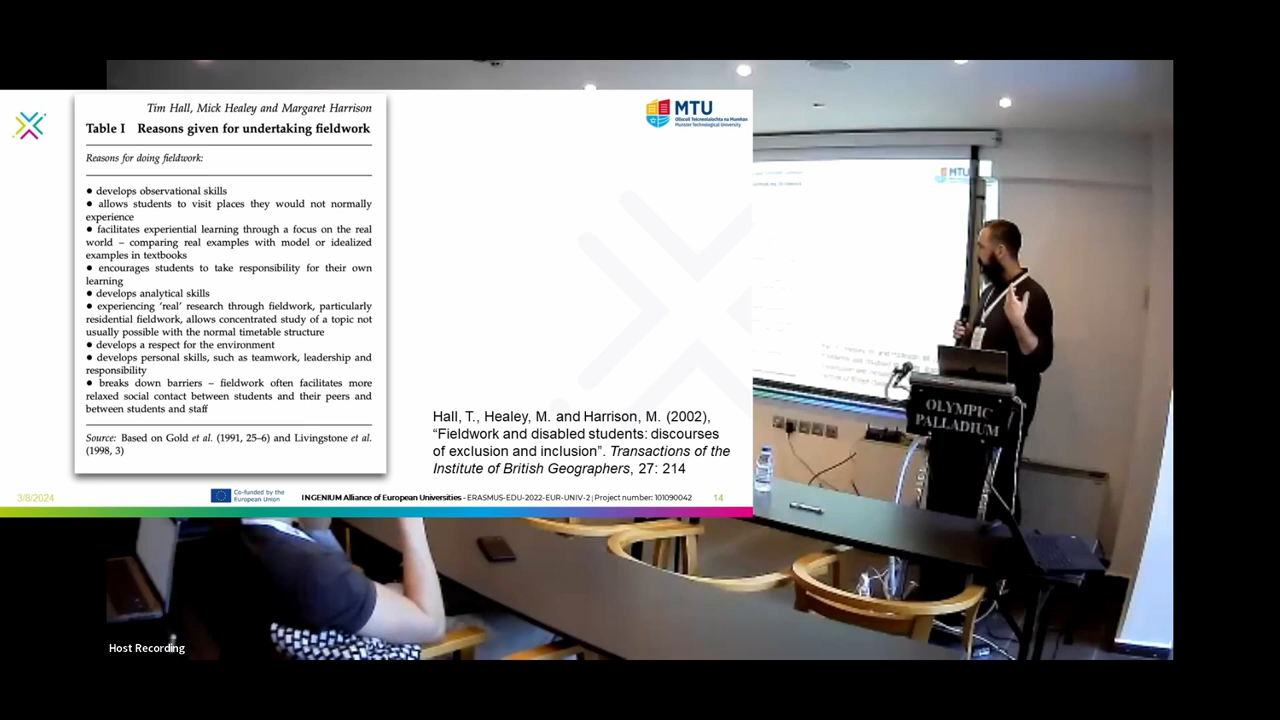 Tim Hall, Mick Healey and Margaret Harrison
Table I Reasons given for undertaking fieldwork
Reasons for doing fieldwork:
● develops observational skills
● allows students to visit places they would not normally
experience
● facilitates experiential learning through a focus on the real
world – comparing real examples with model or idealized
examples in textbooks
● encourages students to take responsibility for their own
learning
● develops analytical skills
● experiencing ‘real’ research through fieldwork, particularly
residential fieldwork, allows concentrated study of a topic not
usually possible with the normal timetable structure
● develops a respect for the environment
● develops personal skills, such as teamwork, leadership and
responsibility
● breaks down barriers – fieldwork often facilitates more
relaxed social contact between students and their peers and
between students and staff
Source: Based on Gold et al. (1991, 25–6) and Livingstone et al.
(1998, 3)
MTU
Ollscoil Teicneolaíochta na Mumhan
Munster Technological University
Hall, T., Healey, M. and Harrison, M. (2002),
“Fieldwork and disabled students: discourses
of exclusion and inclusion”. Transactions of the
Institute of British Geographers, 27: 214
3/8/2024
Co-funded by the
European Union
INGENIUM Alliance of European Universities - ERASMUS-EDU-2022-EUR-UNIV-2 | Project number: 101090042
14
MTU
OLYMPIC
PALLADIUM
Host Recording